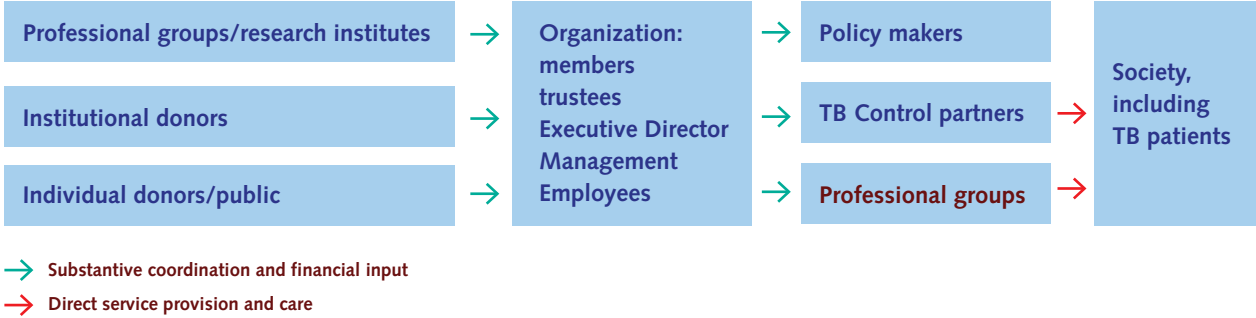 Professional groups/research institutes
Institutional donors
Individual donors/public
Organization:
members
trustees
Executive Director
Management
Employees
Policy makers
TB Control partners
Professional groups
Society,
including
TB patients
Substantive coordination and financial input
Direct service provision and care